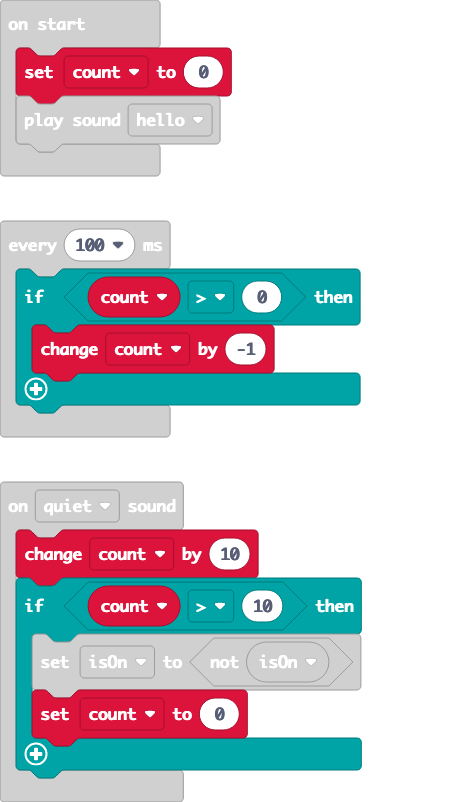 on start
set count to 0
play sound hello
every 100 ms
if count > 0 then
change count by -1
on quiet sound
change count by 10
if count > 10 then
set isOn to not isOn
set count to 0